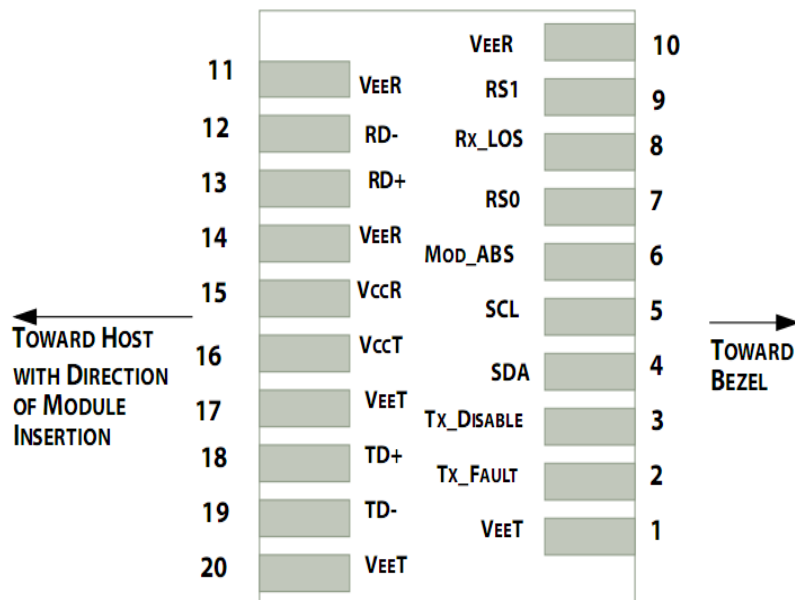 VEER 10
11 VEER
RS1 9
12 RD-
RX_LOS 8
13 RD+
RS0 7
14 VEER
MOD_ABS 6
15 VCCR
SCL 5
TOWARD HOST
WITH DIRECTION
OF MODULE
INSERTION
16 VCCT
TOWARD
BEZEL
SDA 4
17 VEET
TX_DISABLE 3
18 TD+
TX_FAULT 2
19 TD-
VEET 1
20 VEET